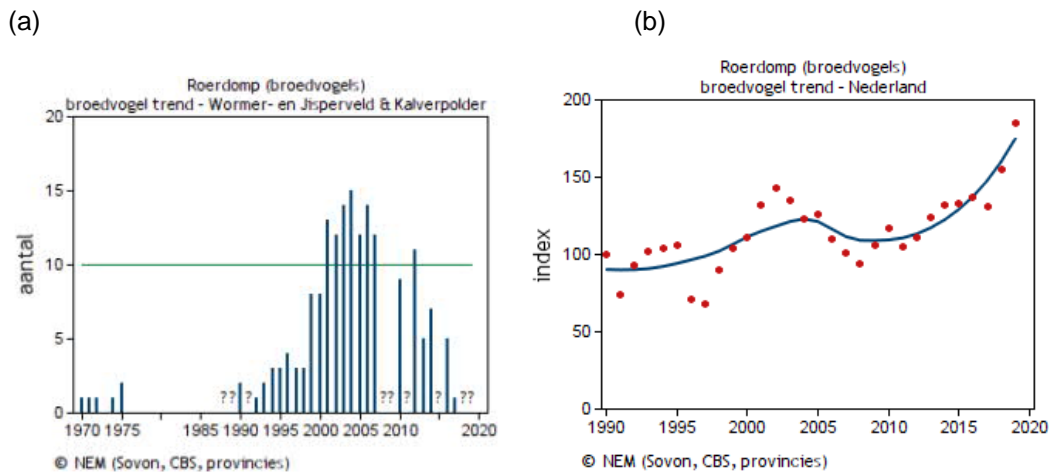 (a)
Roerdomp (broedvogels)
broedvogel trend - Wormer- en Jisperveld & Kalverpolder
aantal
20
15
10
5
0
?? ? ?? ? ? ??
1970 1975 1985 1990 1995 2000 2005 2010 2020
© NEM (Sovon, CBS, provincies)
(b)
Roerdomp (broedvogels)
broedvogel trend - Nederland
index
200
150
100
50
0
1990 1995 2000 2005 2010 2015 2020
© NEM (Sovon, CBS, provincies)